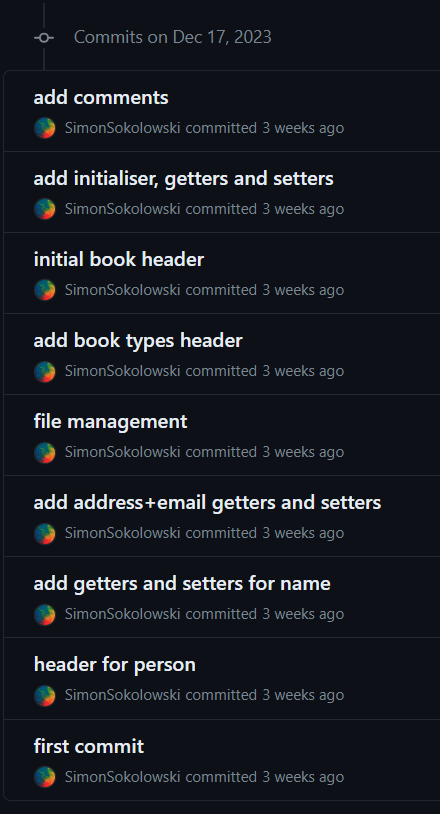 Commits on Dec 17, 2023
add comments
SimonSokolowski committed 3 weeks ago
add initialiser, getters and setters
SimonSokolowski committed 3 weeks ago
initial book header
SimonSokolowski committed 3 weeks ago
add book types header
SimonSokolowski committed 3 weeks ago
file management
SimonSokolowski committed 3 weeks ago
add address+email getters and setters
SimonSokolowski committed 3 weeks ago
add getters and setters for name
SimonSokolowski committed 3 weeks ago
header for person
SimonSokolowski committed 3 weeks ago
first commit
SimonSokolowski committed 3 weeks ago